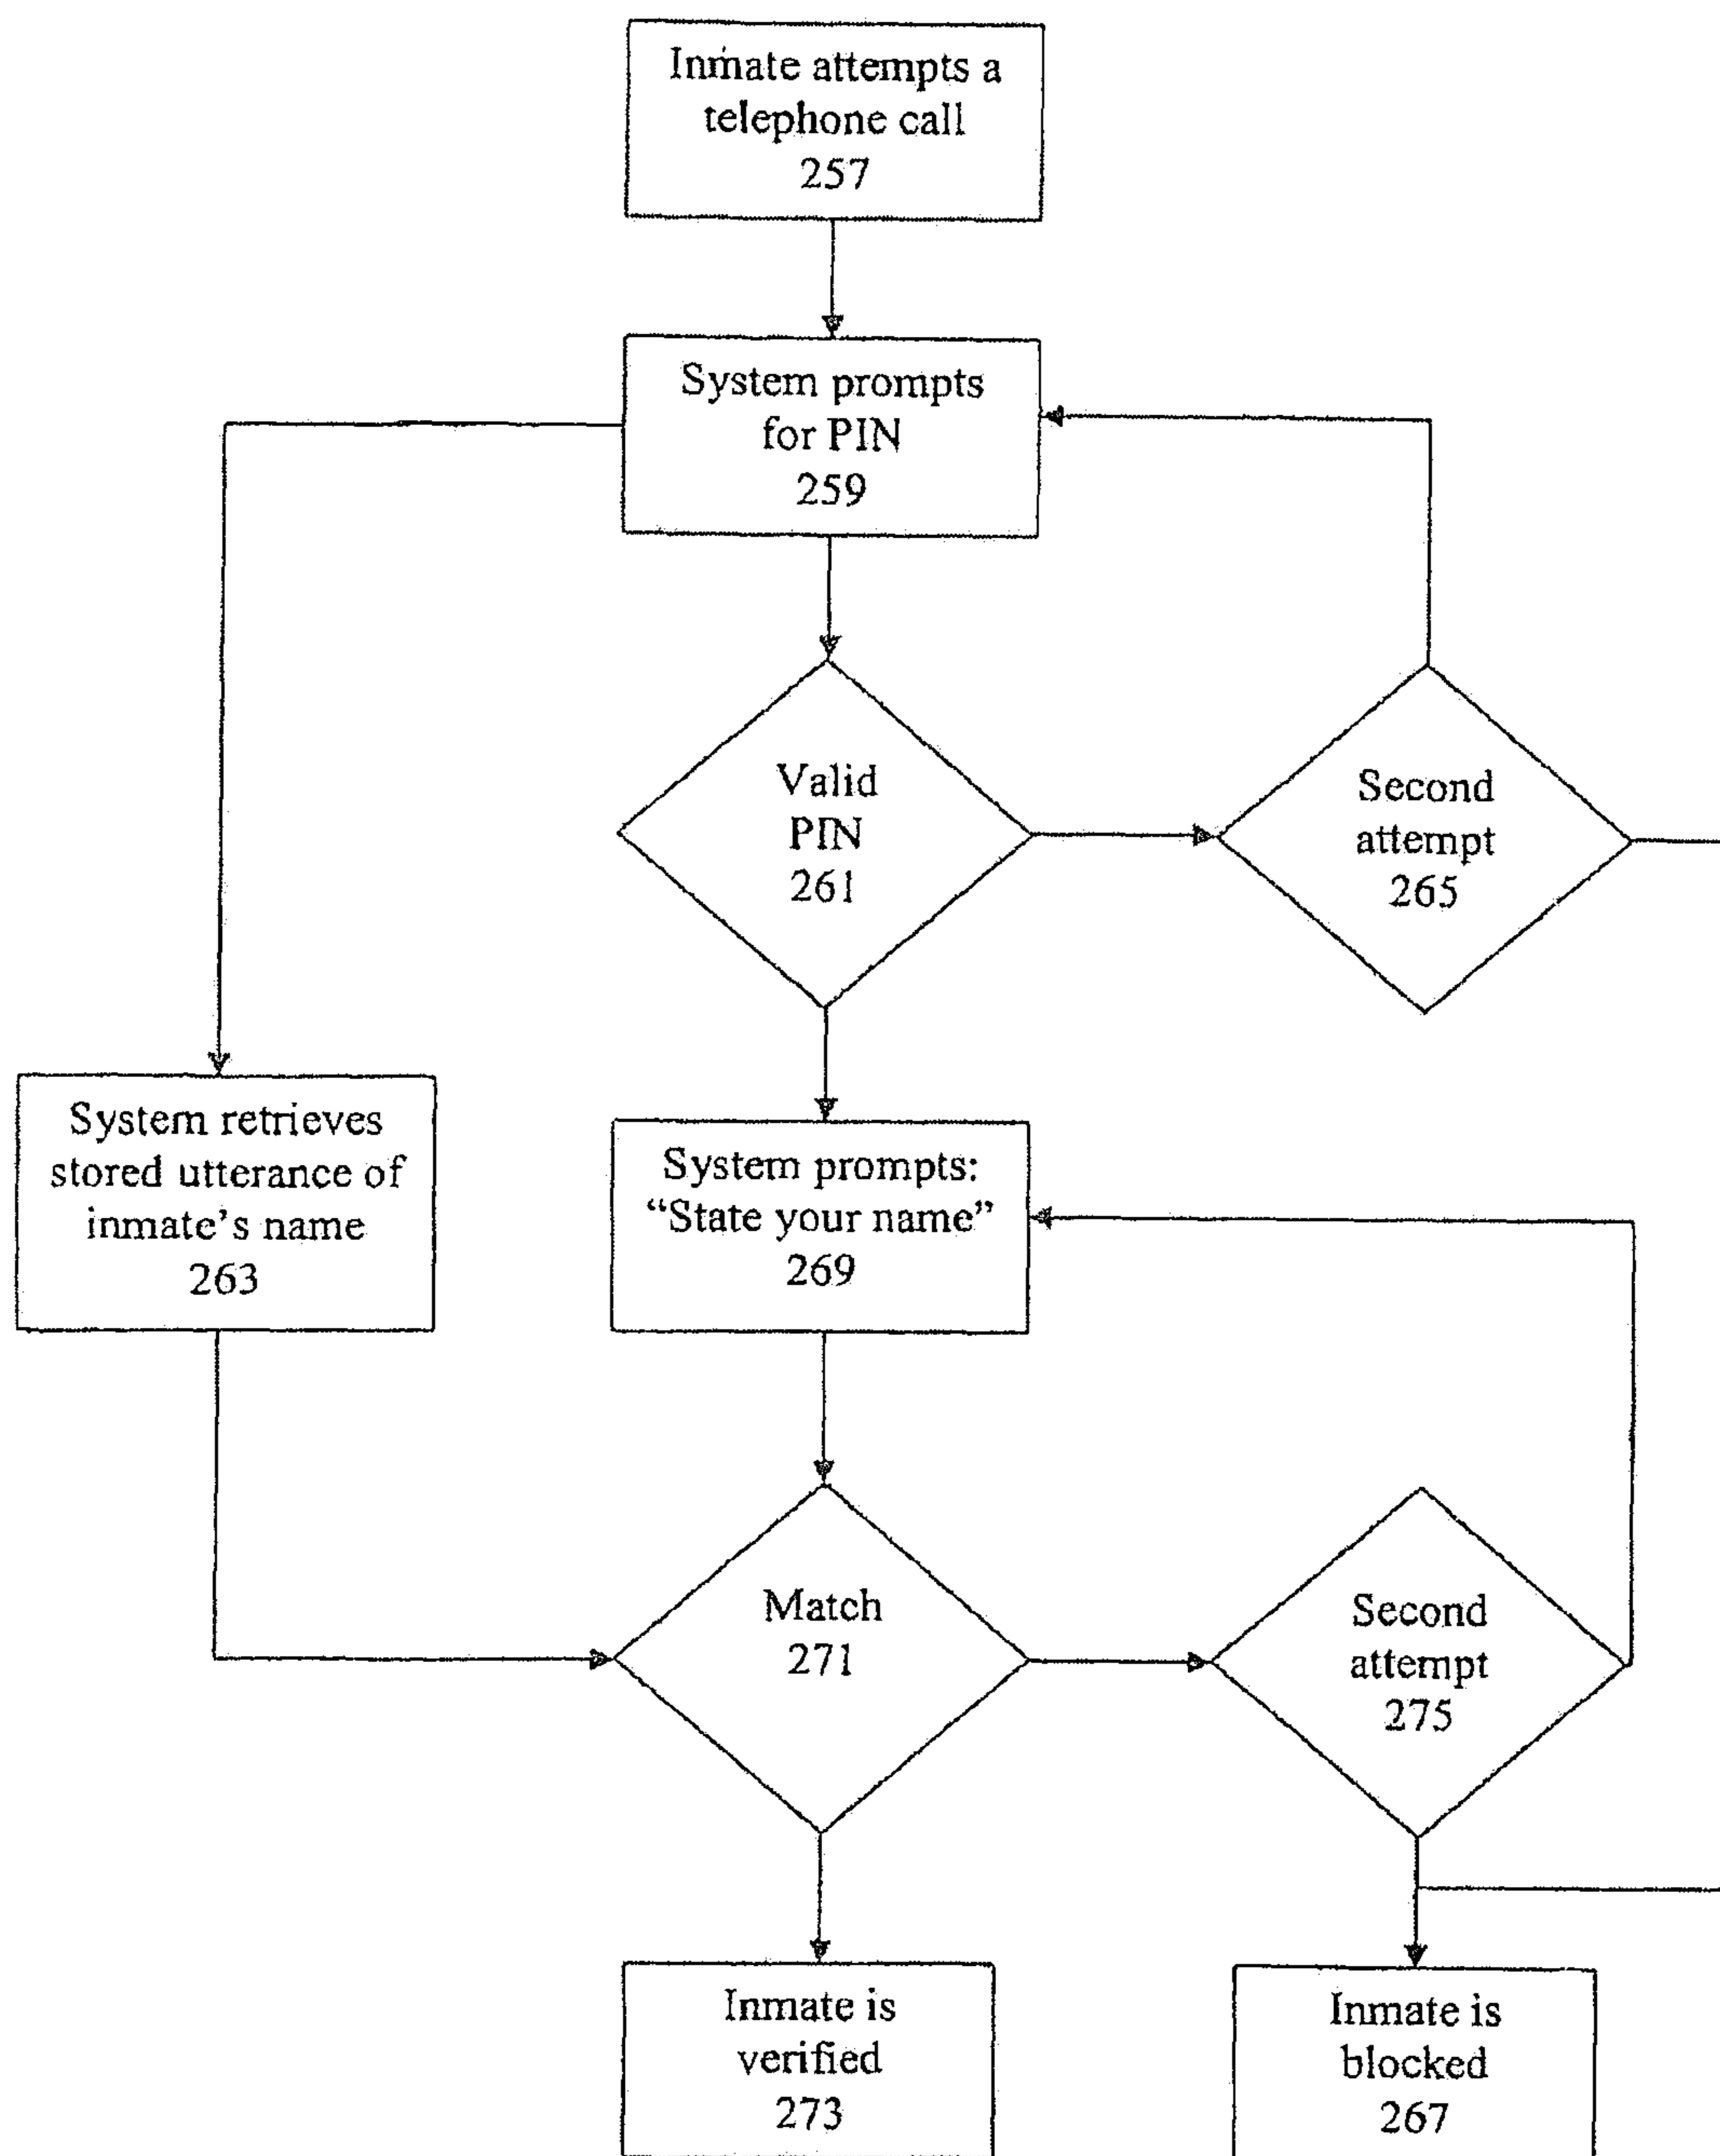 Inmate attempts a
telephone call
257
System prompts
for PIN
259
Valid
PIN
261
Second
attempt
265
System retrieves
stored utterance of
inmate's name
263
System prompts:
“State your name”
269
Match
271
Second
attempt
275
Inmate is
verified
273
Inmate is
blocked
267